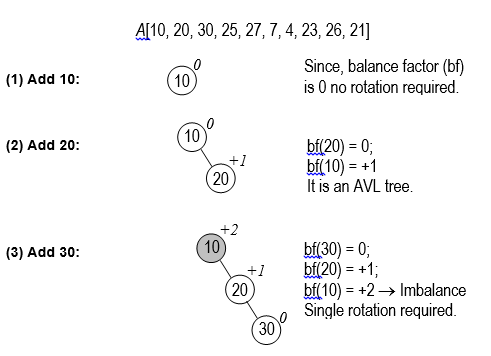 A[10, 20, 30, 25, 27, 7, 4, 23, 26, 21]
(1) Add 10:
0
10
Since, balance factor (bf)
is 0 no rotation required.
(2) Add 20:
0
10
+1
20
bf(20) = 0;
bf(10) = +1
It is an AVL tree.
(3) Add 30:
+2
10
+1
20
0
30
bf(30) = 0;
bf(20) = +1;
bf(10) = +2 → Imbalance
Single rotation required.